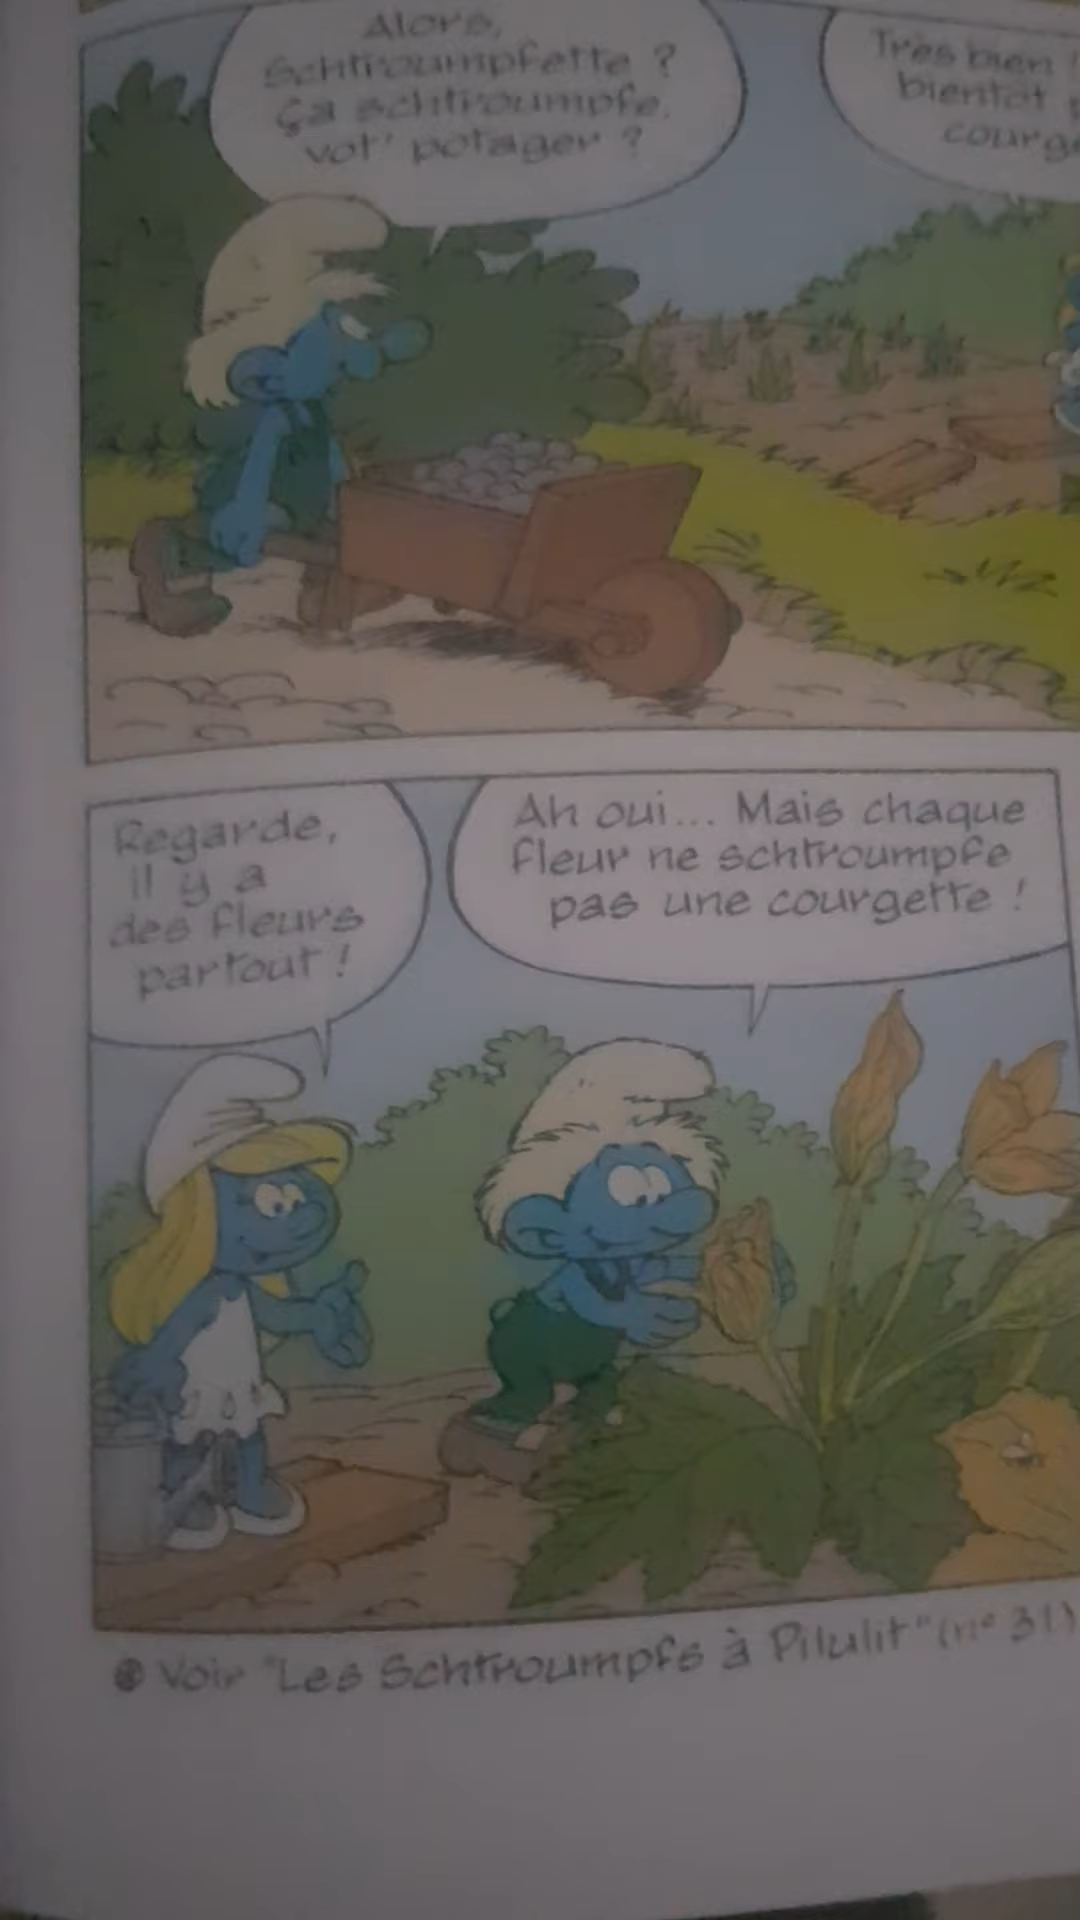 Alors,
Schtroumpfette ?
Ça schtroumpfe,
vot' potager ?
Très bien !
bientôt
courg
Regarde,
il y a
des fleurs
partout !
Ah oui... Mais chaque
fleur ne schtroumpfe
pas une courgette !
Voir "Les Schtroumpfs à Pilulit" (n° 31)